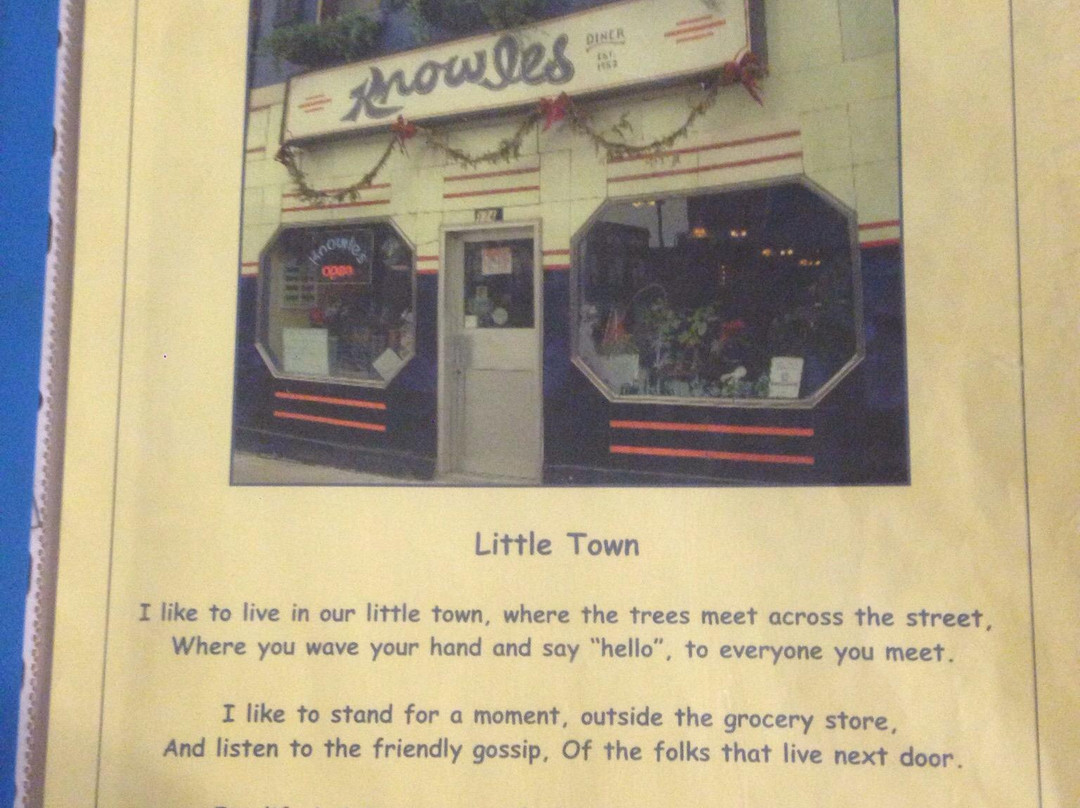 Knowles
DINER
EST.
1952
Knowles
open
Little Town
I like to live in our little town, where the trees meet across the street,
Where you wave your hand and say “hello”, to everyone you meet.
I like to stand for a moment, outside the grocery store,
And listen to the friendly gossip, Of the folks that live next door.